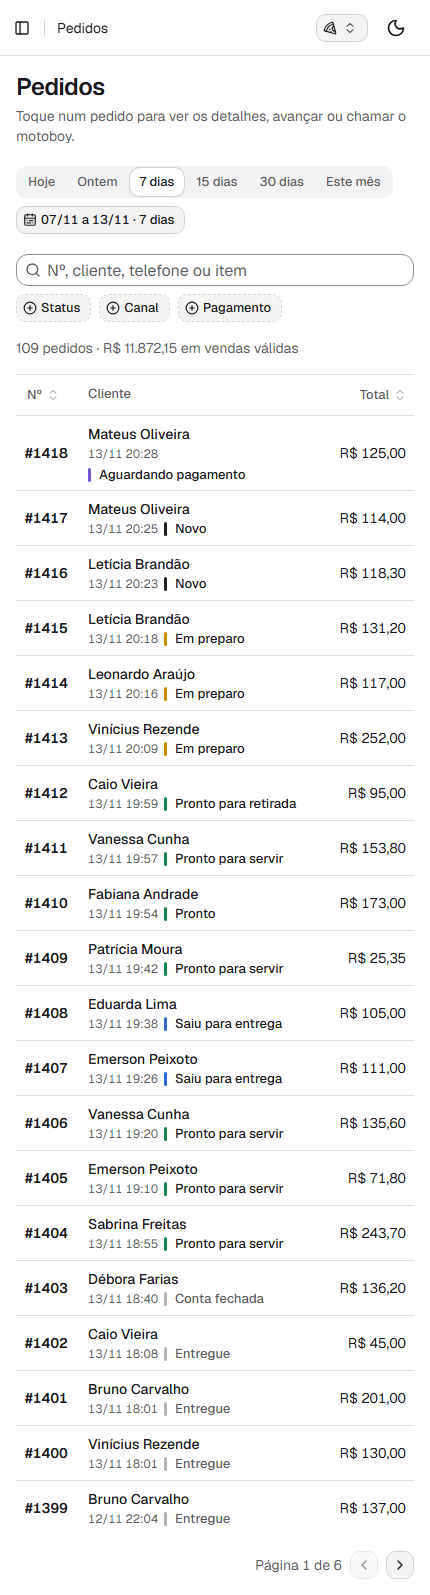 Pedidos
Pedidos
Toque num pedido para ver os detalhes, avançar ou chamar o
motoboy.
Hoje Ontem 7 dias 15 dias 30 dias Este mês
07/11 a 13/11 · 7 dias
Nº, cliente, telefone ou item
Status Canal Pagamento
109 pedidos · R$ 11.872,15 em vendas válidas
Nº Cliente Total
Mateus Oliveira
#1418 13/11 20:28 R$ 125,00
Aguardando pagamento
Mateus Oliveira
#1417 R$ 114,00
13/11 20:25 Novo
Letícia Brandão
#1416 R$ 118,30
13/11 20:23 Novo
Letícia Brandão
#1415 R$ 131,20
13/11 20:18 Em preparo
Leonardo Araújo
#1414 R$ 117,00
13/11 20:16 Em preparo
Vinícius Rezende
#1413 R$ 252,00
13/11 20:09 Em preparo
Caio Vieira
#1412 R$ 95,00
13/11 19:59 Pronto para retirada
Vanessa Cunha
#1411 R$ 153,80
13/11 19:57 Pronto para servir
Fabiana Andrade
#1410 R$ 173,00
13/11 19:54 Pronto
Patrícia Moura
#1409 R$ 25,35
13/11 19:42 Pronto para servir
Eduarda Lima
#1408 R$ 105,00
13/11 19:38 Saiu para entrega
Emerson Peixoto
#1407 R$ 111,00
13/11 19:26 Saiu para entrega
Vanessa Cunha
#1406 R$ 135,60
13/11 19:20 Pronto para servir
Emerson Peixoto
#1405 R$ 71,80
13/11 19:10 Pronto para servir
Sabrina Freitas
#1404 R$ 243,70
13/11 18:55 Pronto para servir
Débora Farias
#1403 R$ 136,20
13/11 18:40 Conta fechada
Caio Vieira
#1402 R$ 45,00
13/11 18:08 Entregue
Bruno Carvalho
#1401 R$ 201,00
13/11 18:01 Entregue
Vinícius Rezende
#1400 R$ 130,00
13/11 18:01 Entregue
Bruno Carvalho
#1399 R$ 137,00
12/11 22:04 Entregue
Página 1 de 6